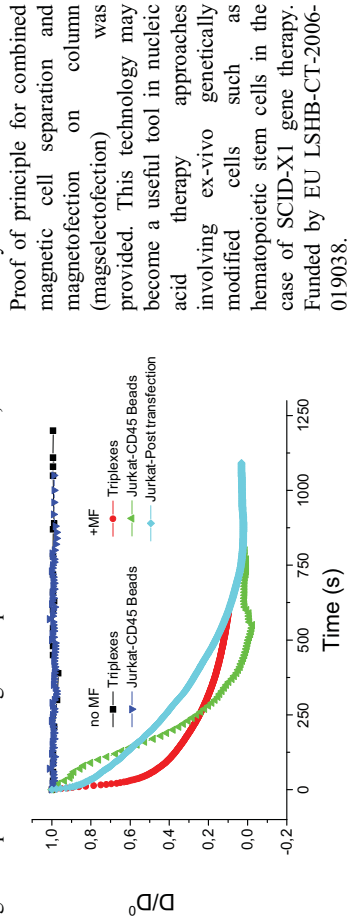 1,0
0,8
0,6
0,4
0,2
0,0
-0,2
D/D0
0
250
500
750
1000
1250
Time (s)
no MF
Triplexes
Jurkat-CD45 Beads
+MF
Triplexes
Jurkat-CD45 Beads
Jurkat-Post transfection
Proof of principle for combined
magnetic cell separation and
magnetofection on column
(magselectofection) was
provided. This technology may
become a useful tool in nucleic
acid therapy approaches
involving ex-vivo genetically
modified cells such as
hematopoietic stem cells in the
case of SCID-X1 gene therapy.
Funded by EU LSHB-CT-2006-
019038.